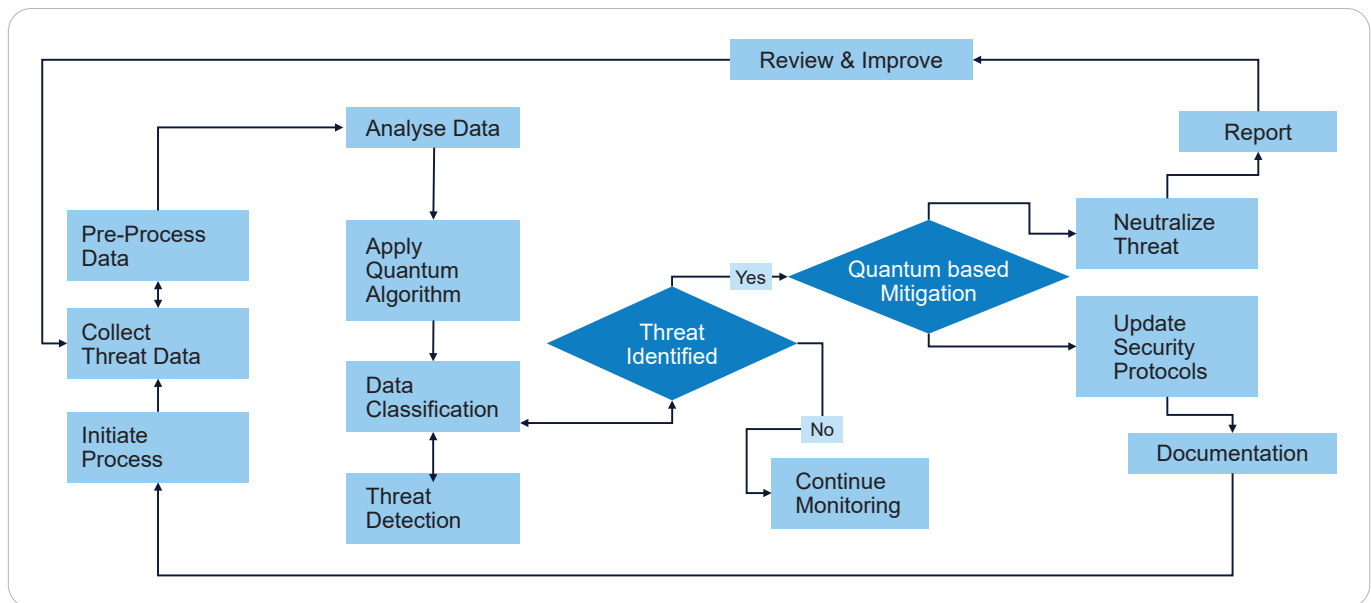 Review & Improve
Analyse Data
Report
Pre-Process
Data
Apply
Quantum
Algorithm
Neutralize
Threat
Yes
Quantum based
Mitigation
Collect
Threat Data
Threat
Identified
Update
Security
Protocols
Data
Classification
Initiate
Process
No
Documentation
Threat
Detection
Continue
Monitoring